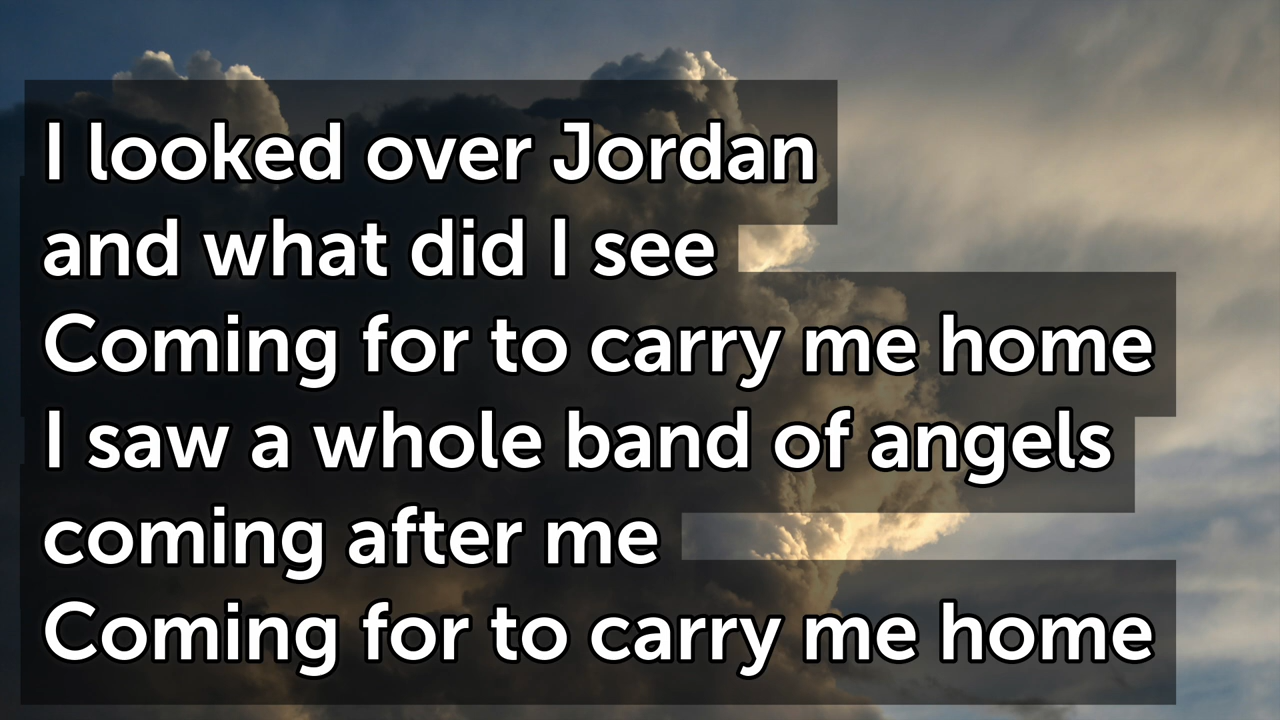 I looked over Jordan
and what did I see
Coming for to carry me home
I saw a whole band of angels
coming after me
Coming for to carry me home